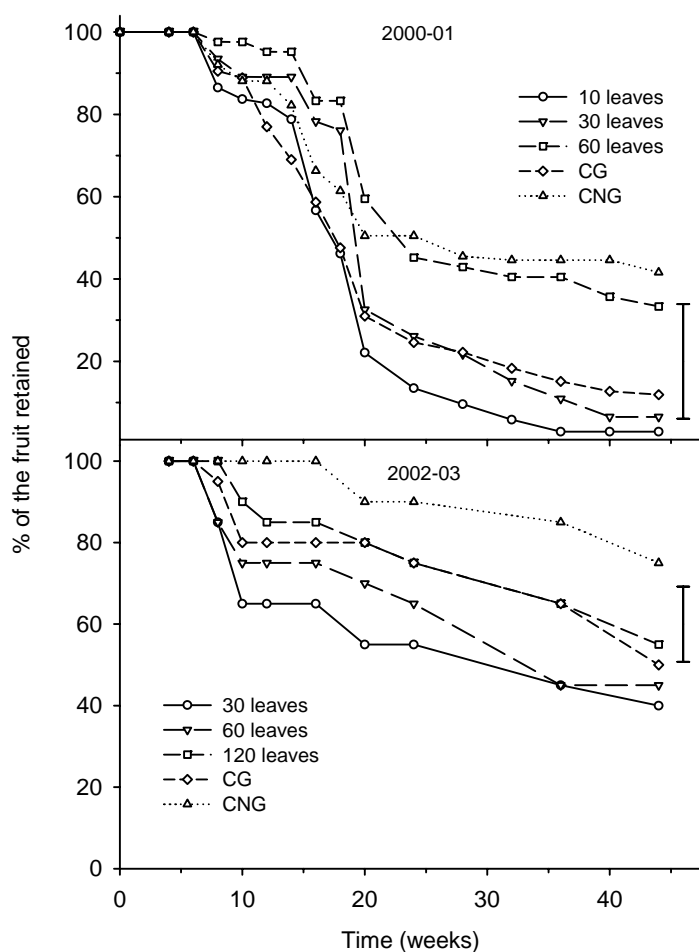 2000-01
100
80
60
40
20
10 leaves
30 leaves
60 leaves
CG
CNG
% of the fruit retained
2002-03
100
80
60
40
20
0
30 leaves
60 leaves
120 leaves
CG
CNG
0 10 20 30 40
Time (weeks)